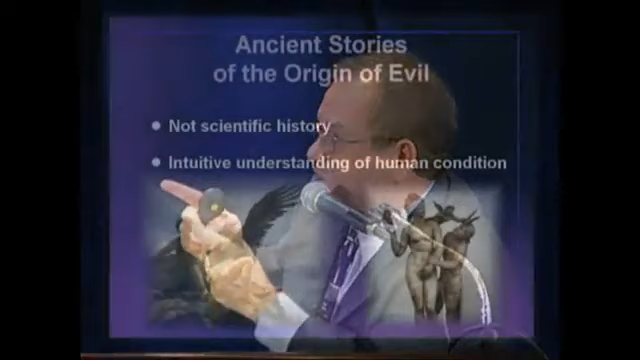 Ancient Stories
of the Origin of Evil
Not scientific history
Intuitive understanding of human condition